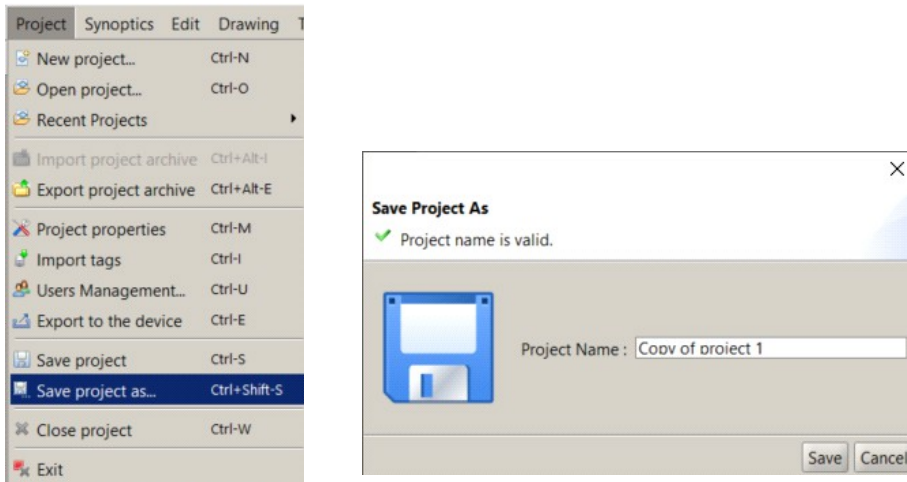 Project Synoptics Edit Drawing
New project... Ctrl-N
Open project... Ctrl-O
Recent Projects
Import project archive Ctrl+Alt-I
Export project archive Ctrl+Alt-E
Project properties Ctrl-M
Import tags Ctrl-I
Users Management... Ctrl-U
Export to the device Ctrl-E
Save project Ctrl-S
Save project as... Ctrl+Shift-S
Close project Ctrl-W
Exit
Save Project As
Project name is valid.
Project Name : Copy of project 1
Save Cancel